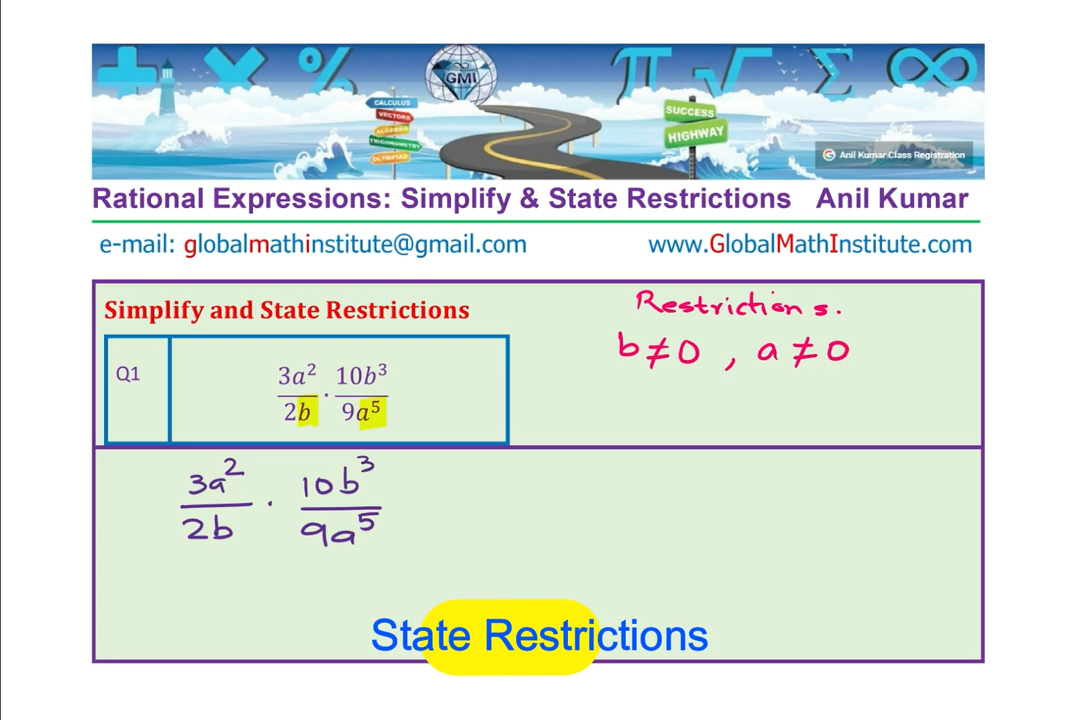 GMI
CALCULUS
VECTORS
ALGEBRA
TRIGONOMETRY
OLYMPIAD
SUCCESS
HIGHWAY
G Anil Kumar Class Registration
Rational Expressions: Simplify & State Restrictions Anil Kumar
e-mail: globalmathinstitute@gmail.com www.GlobalMathInstitute.com
Simplify and State Restrictions
Restrictions.
b ≠ 0 , a ≠ 0
Q1
3a² 10b³
2b · 9a⁵
3a² 10b³
2b · 9a⁵
State Restrictions